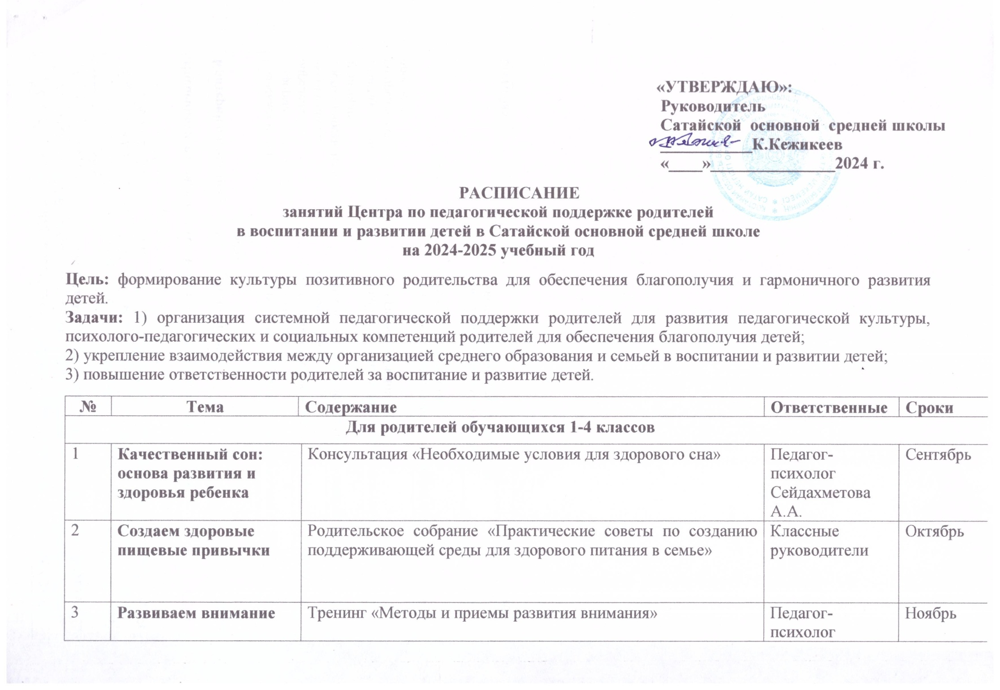 «УТВЕРЖДАЮ»:
Руководитель
Сатайской основной средней школы
___________К.Кежикеев
«____»_______________2024 г.
РАСПИСАНИЕ
занятий Центра по педагогической поддержке родителей
в воспитании и развитии детей в Сатайской основной средней школе
на 2024-2025 учебный год
Цель: формирование культуры позитивного родительства для обеспечения благополучия и гармоничного развития
детей.
Задачи: 1) организация системной педагогической поддержки родителей для развития педагогической культуры,
психолого-педагогических и социальных компетенций родителей для обеспечения благополучия детей;
2) укрепление взаимодействия между организацией среднего образования и семьей в воспитании и развитии детей;
3) повышение ответственности родителей за воспитание и развитие детей.
№ Тема Содержание Ответственные Сроки
Для родителей обучающихся 1-4 классов
1 Качественный сон: Консультация «Необходимые условия для здорового сна» Педагог- Сентябрь
основа развития и психолог
здоровья ребенка Сейдахметова
А.А.
2 Создаем здоровые Родительское собрание «Практические советы по созданию Классные Октябрь
пищевые привычки поддерживающей среды для здорового питания в семье» руководители
3 Развиваем внимание Тренинг «Методы и приемы развития внимания» Педагог- Ноябрь
психолог